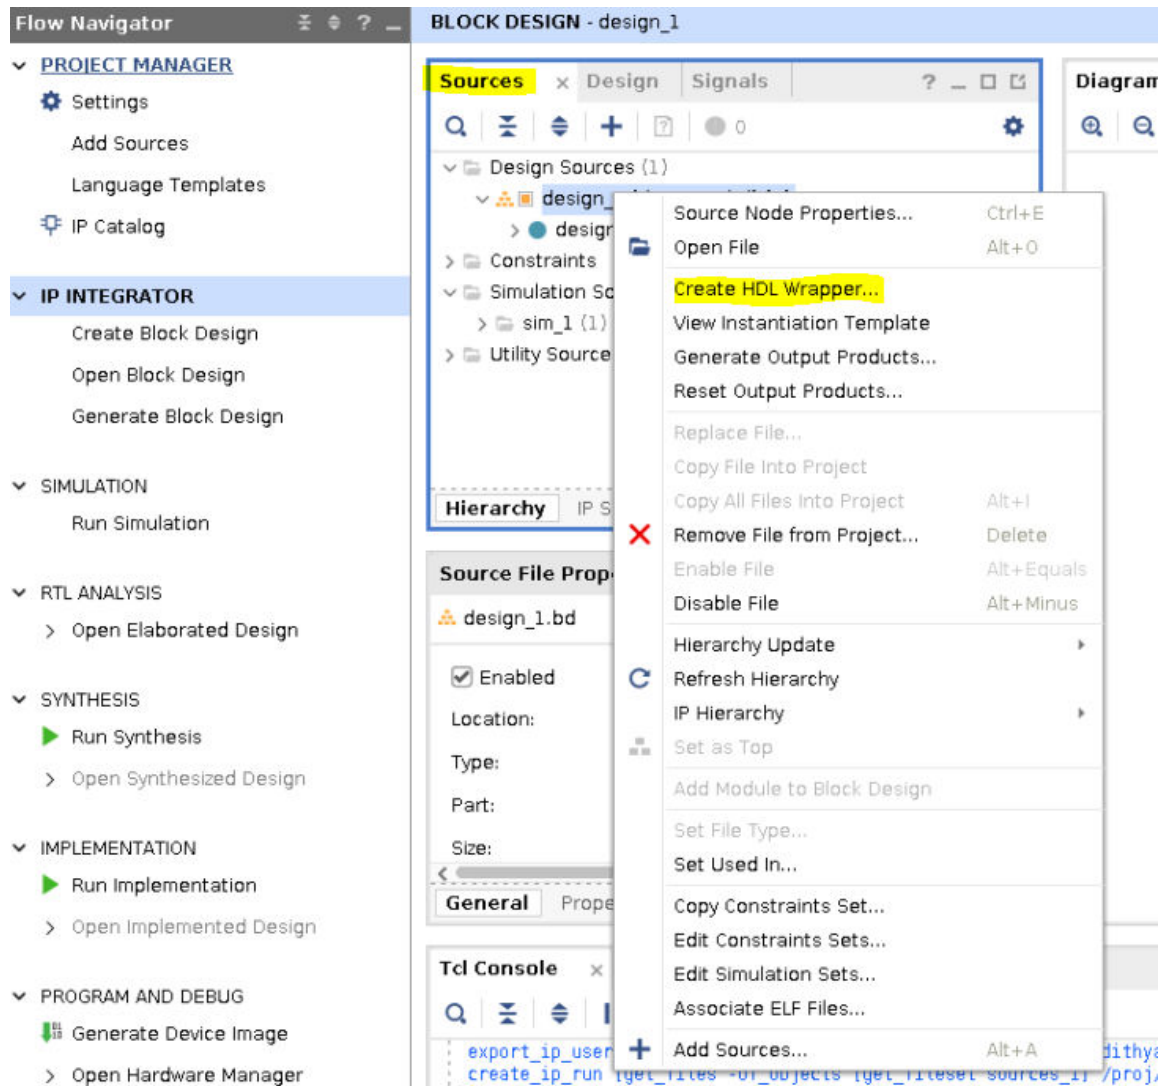 Flow Navigator ? _
PROJECT MANAGER
Settings
Add Sources
Language Templates
IP Catalog
IP INTEGRATOR
Create Block Design
Open Block Design
Generate Block Design
SIMULATION
Run Simulation
RTL ANALYSIS
Open Elaborated Design
SYNTHESIS
Run Synthesis
Open Synthesized Design
IMPLEMENTATION
Run Implementation
Open Implemented Design
PROGRAM AND DEBUG
Generate Device Image
Open Hardware Manager
BLOCK DESIGN - design_1
Sources × Design Signals ? _
0
Design Sources (1)
design_
desigr
Constraints
Simulation So
sim_1 (1)
Utility Source
Hierarchy IP S
Source File Prop
design_1.bd
Enabled
Location:
Type:
Part:
Size:
General Prope
Tcl Console ×
export_ip_user
create_ip_run [get_files -of_objects [get_fileset sources_1] /proj/
dithya
Diagram
Source Node Properties... Ctrl+E
Open File Alt+O
Create HDL Wrapper...
View Instantiation Template
Generate Output Products...
Reset Output Products...
Replace File...
Copy File Into Project
Copy All Files Into Project Alt+I
Remove File from Project... Delete
Enable File Alt+Equals
Disable File Alt+Minus
Hierarchy Update
Refresh Hierarchy
IP Hierarchy
Set as Top
Add Module to Block Design
Set File Type...
Set Used In...
Copy Constraints Set...
Edit Constraints Sets...
Edit Simulation Sets...
Associate ELF Files...
Add Sources... Alt+A